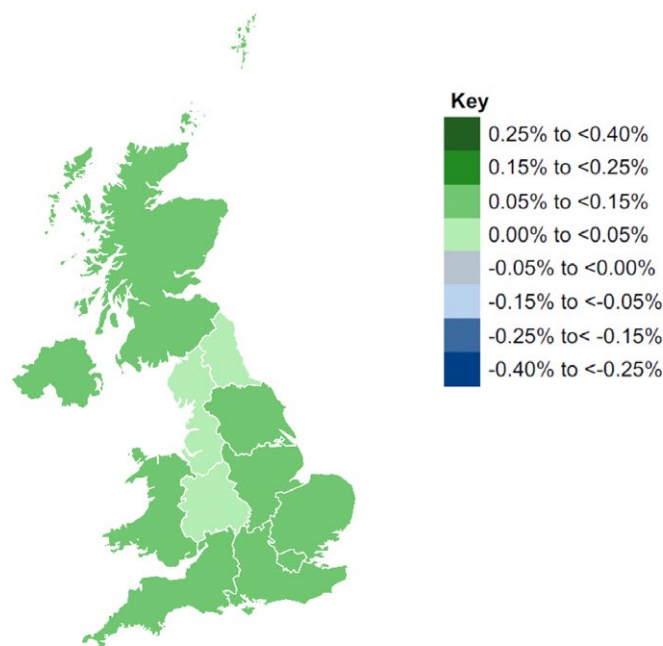 Key
0.25% to <0.40%
0.15% to <0.25%
0.05% to <0.15%
0.00% to <0.05%
-0.05% to <0.00%
-0.15% to <-0.05%
-0.25% to< -0.15%
-0.40% to <-0.25%